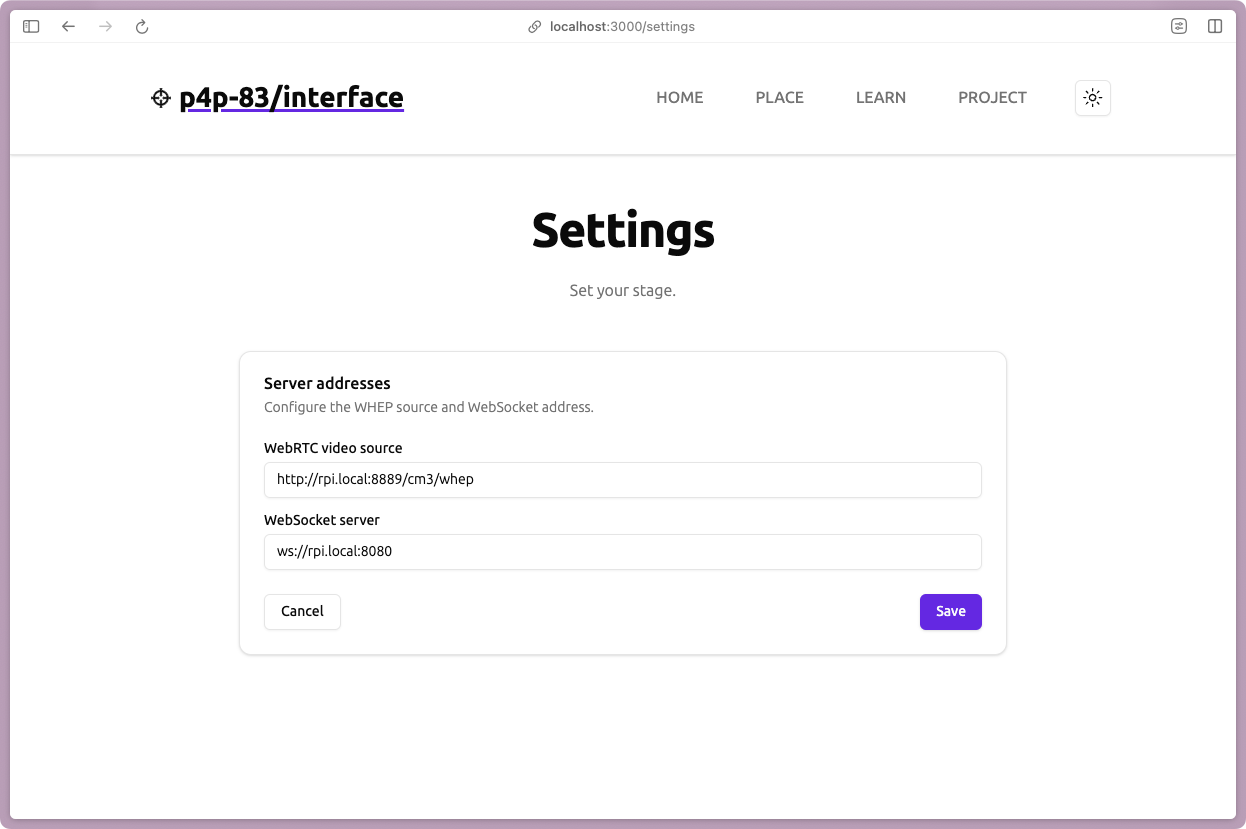 localhost:3000/settings
p4p-83/interface
HOME PLACE LEARN PROJECT
Settings
Set your stage.
Server addresses
Configure the WHEP source and WebSocket address.
WebRTC video source
http://rpi.local:8889/cm3/whep
WebSocket server
ws://rpi.local:8080
Cancel Save